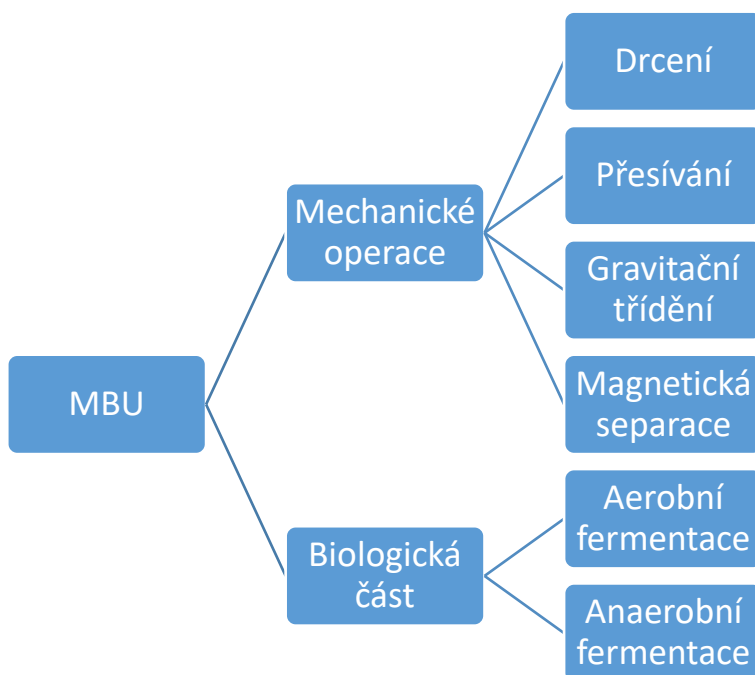 MBU
Mechanické
operace
Drcení
Přesívání
Gravitační
třídění
Magnetická
separace
Biologická
část
Aerobní
fermentace
Anaerobní
fermentace